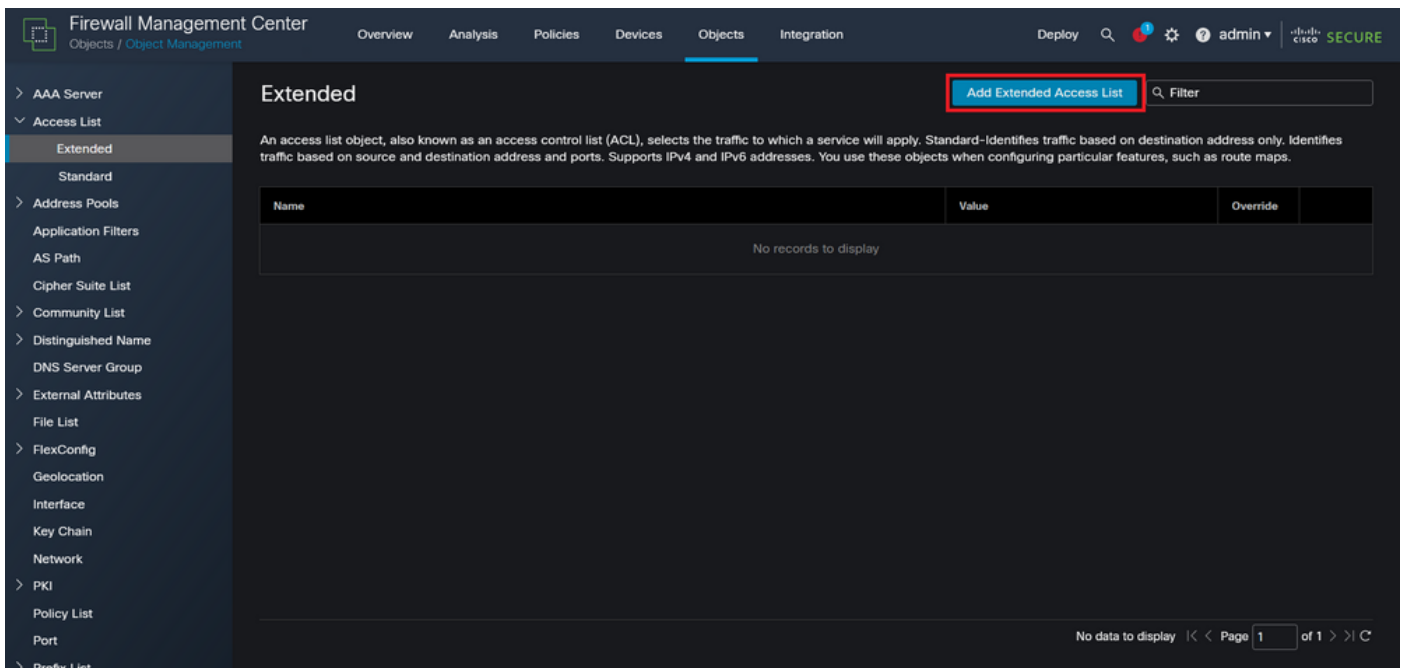 Firewall Management Center
Objects / Object Management
Overview
Analysis
Policies
Devices
Objects
Integration
Deploy
1
admin
cisco SECURE
AAA Server
Access List
Extended
Standard
Address Pools
Application Filters
AS Path
Cipher Suite List
Community List
Distinguished Name
DNS Server Group
External Attributes
File List
FlexConfig
Geolocation
Interface
Key Chain
Network
PKI
Policy List
Port
Prefix List
Extended
Add Extended Access List
Filter
An access list object, also known as an access control list (ACL), selects the traffic to which a service will apply. Standard-Identifies traffic based on destination address only. Identifies
traffic based on source and destination address and ports. Supports IPv4 and IPv6 addresses. You use these objects when configuring particular features, such as route maps.
Name
Value
Override
No records to display
No data to display |< < Page 1 of 1 > >| C